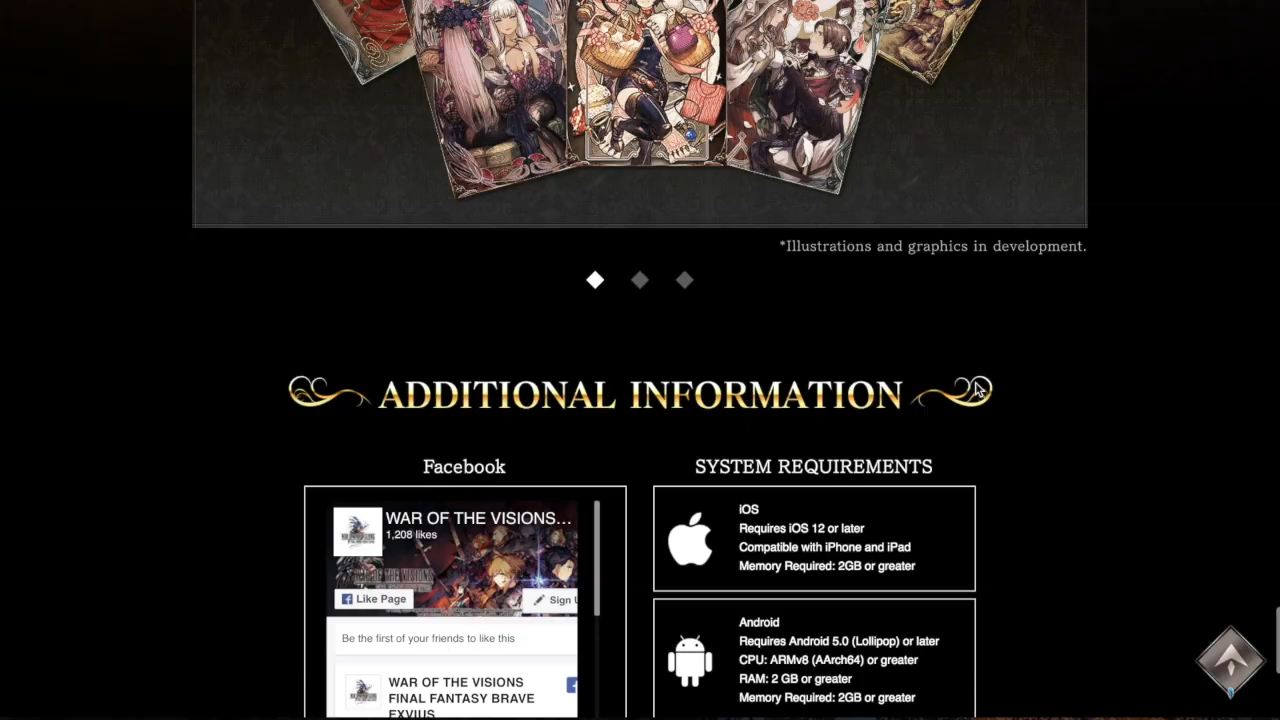 *Illustrations and graphics in development.
ADDITIONAL INFORMATION
Facebook
WAR OF THE VISIONS...
1,208 likes
Like Page
Sign U
Be the first of your friends to like this
WAR OF THE VISIONS
FINAL FANTASY BRAVE
EXVIUS
SYSTEM REQUIREMENTS
iOS
Requires iOS 12 or later
Compatible with iPhone and iPad
Memory Required: 2GB or greater
Android
Requires Android 5.0 (Lollipop) or later
CPU: ARMv8 (AArch64) or greater
RAM: 2 GB or greater
Memory Required: 2GB or greater